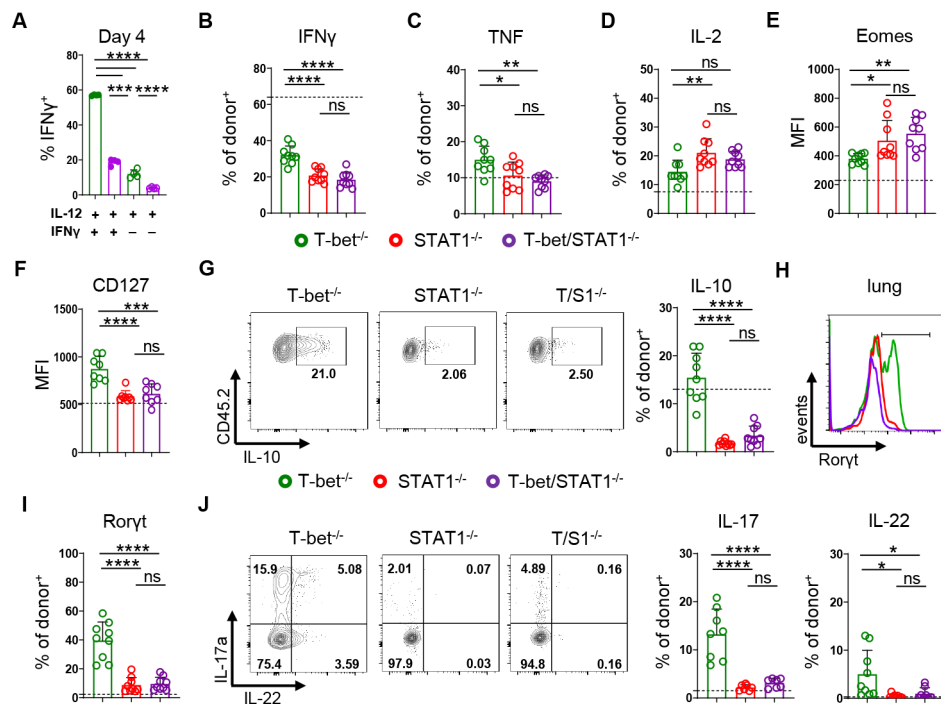 A
Day 4
% IFNγ+
80
60
40
20
0
****
***
****
IL-12 + + + +
IFNγ + + – –
B
IFNγ
% of donor+
80
60
40
20
0
****
****
ns
C
TNF
% of donor+
30
20
10
0
**
*
ns
D
IL-2
% of donor+
50
40
30
20
10
0
ns
**
ns
E
Eomes
MFI
1000
800
600
400
200
0
**
*
ns
T-bet-/- STAT1-/- T-bet/STAT1-/-
F
CD127
MFI
1500
1000
500
0
***
****
ns
G
T-bet-/-
STAT1-/-
T/S1-/-
21.0
2.06
2.50
CD45.2
IL-10
IL-10
% of donor+
30
25
20
15
10
5
0
****
****
ns
H
lung
events
Rorγt
T-bet-/- STAT1-/- T-bet/STAT1-/-
I
Rorγt
% of donor+
100
80
60
40
20
0
****
****
ns
J
T-bet-/-
STAT1-/-
T/S1-/-
15.9 5.08
75.4 3.59
2.01 0.07
97.9 0.03
4.89 0.16
94.8 0.16
IL-17a
IL-22
IL-17
% of donor+
30
20
10
0
****
****
ns
IL-22
% of donor+
30
20
10
0
*
*
ns